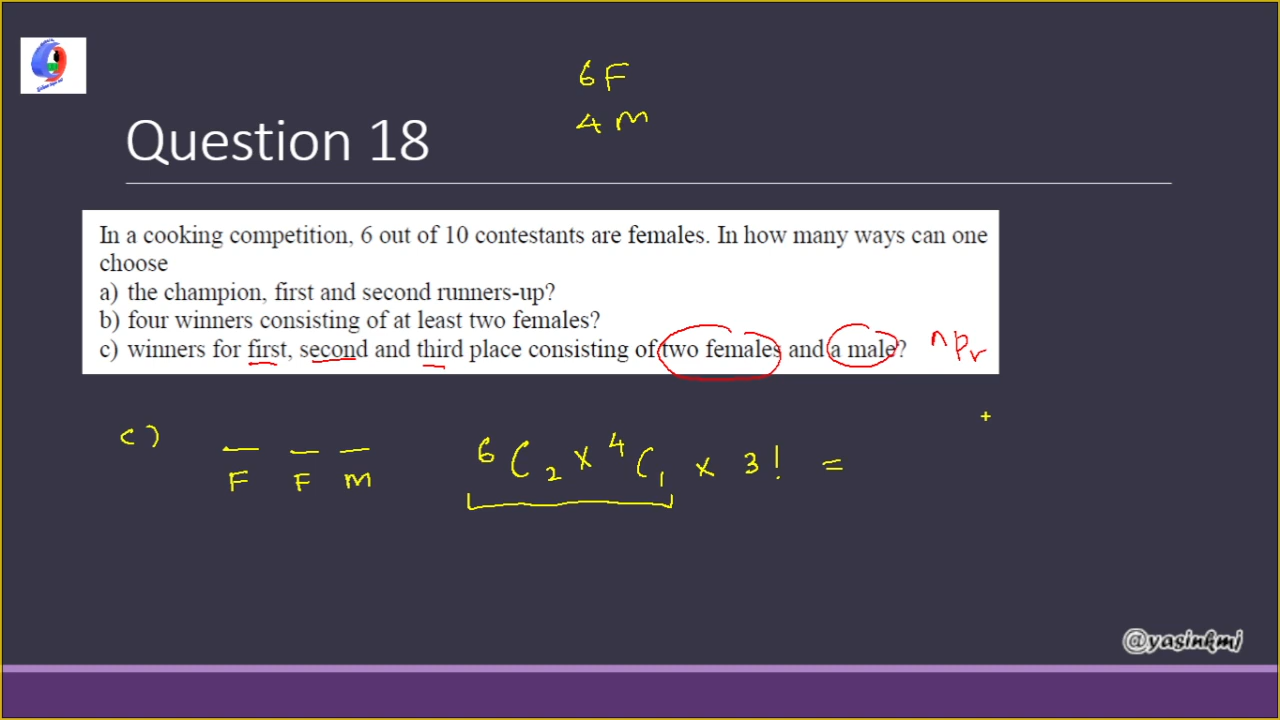 6 F
4 M
Question 18
In a cooking competition, 6 out of 10 contestants are females. In how many ways can one
choose
a) the champion, first and second runners-up?
b) four winners consisting of at least two females?
c) winners for first, second and third place consisting of two females and a male?
nPr
c)
F F M
⁶C₂ × ⁴C₁ × 3! =
@yasinkmj